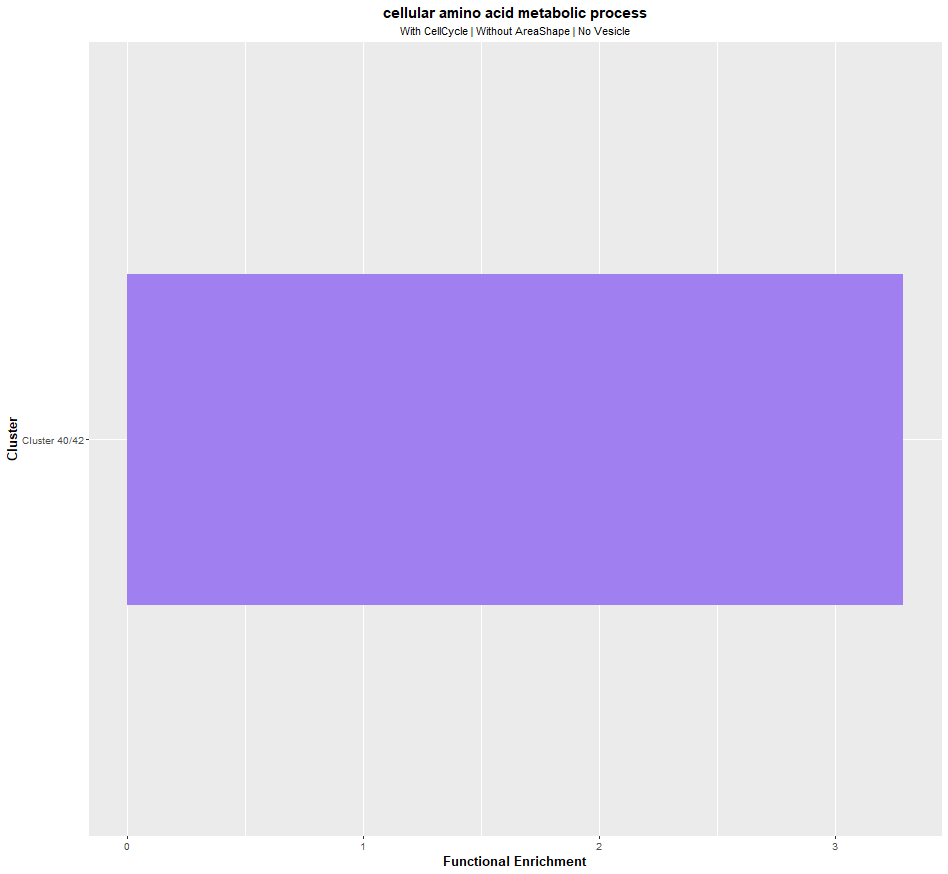 cellular amino acid metabolic process
With CellCycle | Without AreaShape | No Vesicle
Cluster
Cluster 40/42
0 1 2 3
Functional Enrichment